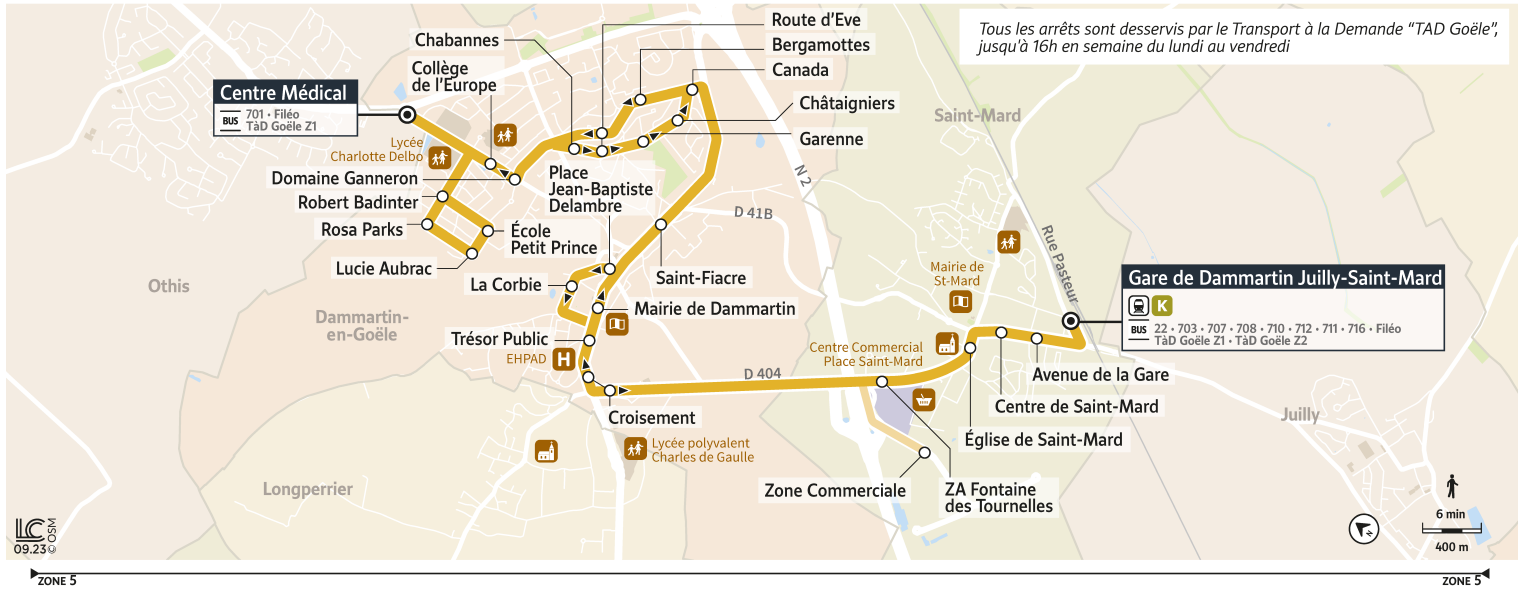 Tous les arrêts sont desservis par le Transport à la Demande “TAD Goële”,
jusqu'à 16h en semaine du lundi au vendredi
Route d’Eve
Chabannes
Bergamottes
Collège
de l’Europe
Canada
Centre Médical
BUS
701 • Filéo
TàD Goële Z1
Châtaigniers
Saint-Mard
Garenne
Lycée
Charlotte Delbo
Domaine Ganneron
Place
Jean-Baptiste
Delambre
N 2
Robert Badinter
D 41B
Rosa Parks
École
Petit Prince
Rue Pasteur
Lucie Aubrac
Saint-Fiacre
La Corbie
Othis
Mairie de
St-Mard
Gare de Dammartin Juilly-Saint-Mard
K
BUS
22 • 703 • 707 • 708 • 710 • 712 • 711 • 716 • Filéo
TàD Goële Z1 • TàD Goële Z2
Mairie de Dammartin
Dammartin-
en-Goële
Trésor Public
EHPAD
H
Centre Commercial
Place Saint-Mard
D 404
Avenue de la Gare
Centre de Saint-Mard
Croisement
Juilly
Église de Saint-Mard
Lycée polyvalent
Charles de Gaulle
Longperrier
Zone Commerciale
ZA Fontaine
des Tournelles
6 min
400 m
LC
09.23
© OSM
ZONE 5
ZONE 5